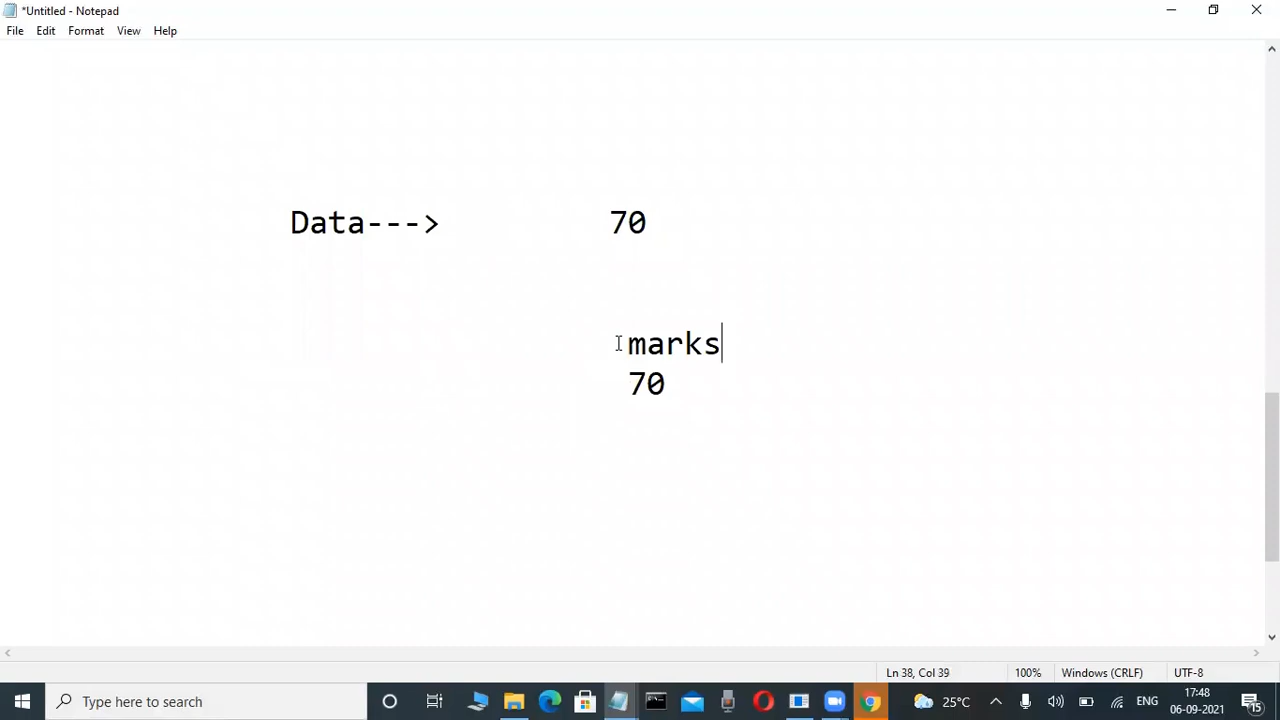 *Untitled - Notepad
File Edit Format View Help
Data---> 70
marks
70
Ln 38, Col 39 100% Windows (CRLF) UTF-8
Type here to search
25°C ENG 17:48
06-09-2021
15